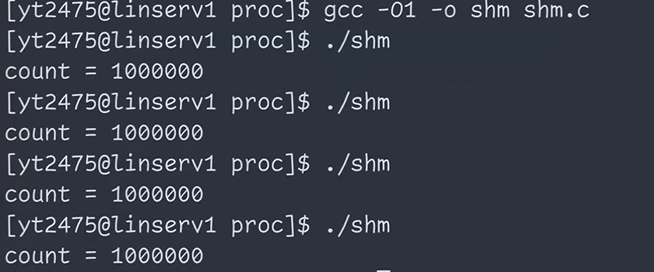 [yt2475@linserv1 proc]$ gcc -O1 -o shm shm.c
[yt2475@linserv1 proc]$ ./shm
count = 1000000
[yt2475@linserv1 proc]$ ./shm
count = 1000000
[yt2475@linserv1 proc]$ ./shm
count = 1000000
[yt2475@linserv1 proc]$ ./shm
count = 1000000